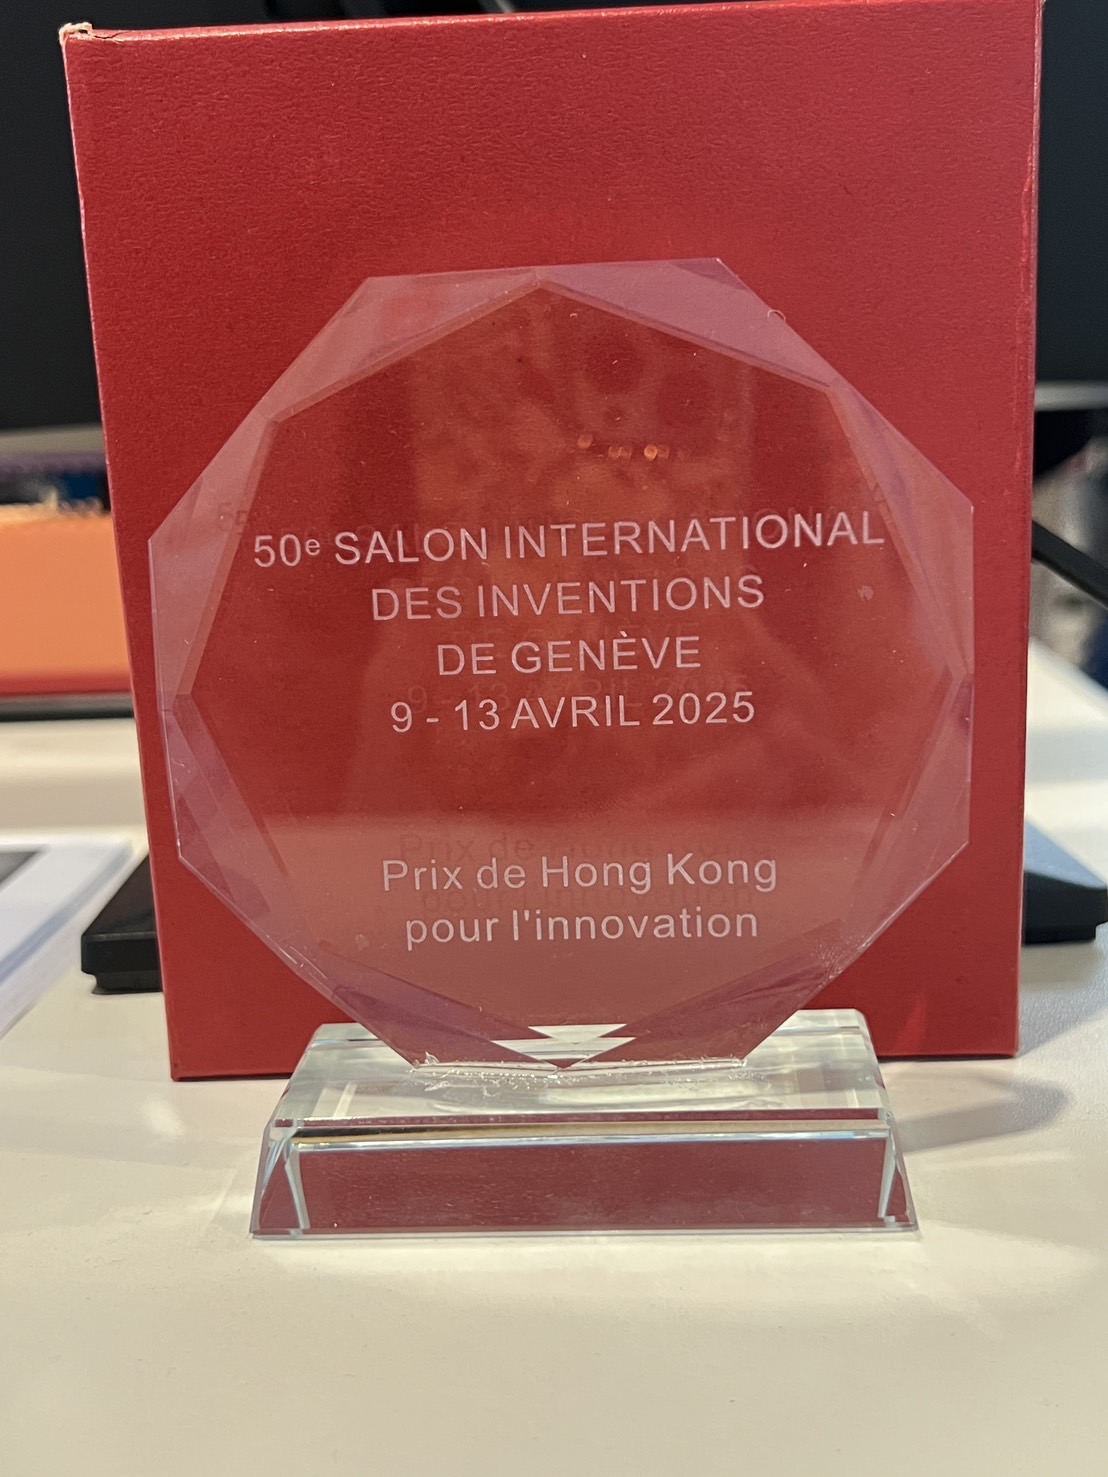 50e SALON INTERNATIONAL
DES INVENTIONS
DE GENÈVE
9 - 13 AVRIL 2025
Prix de Hong Kong
pour l'innovation